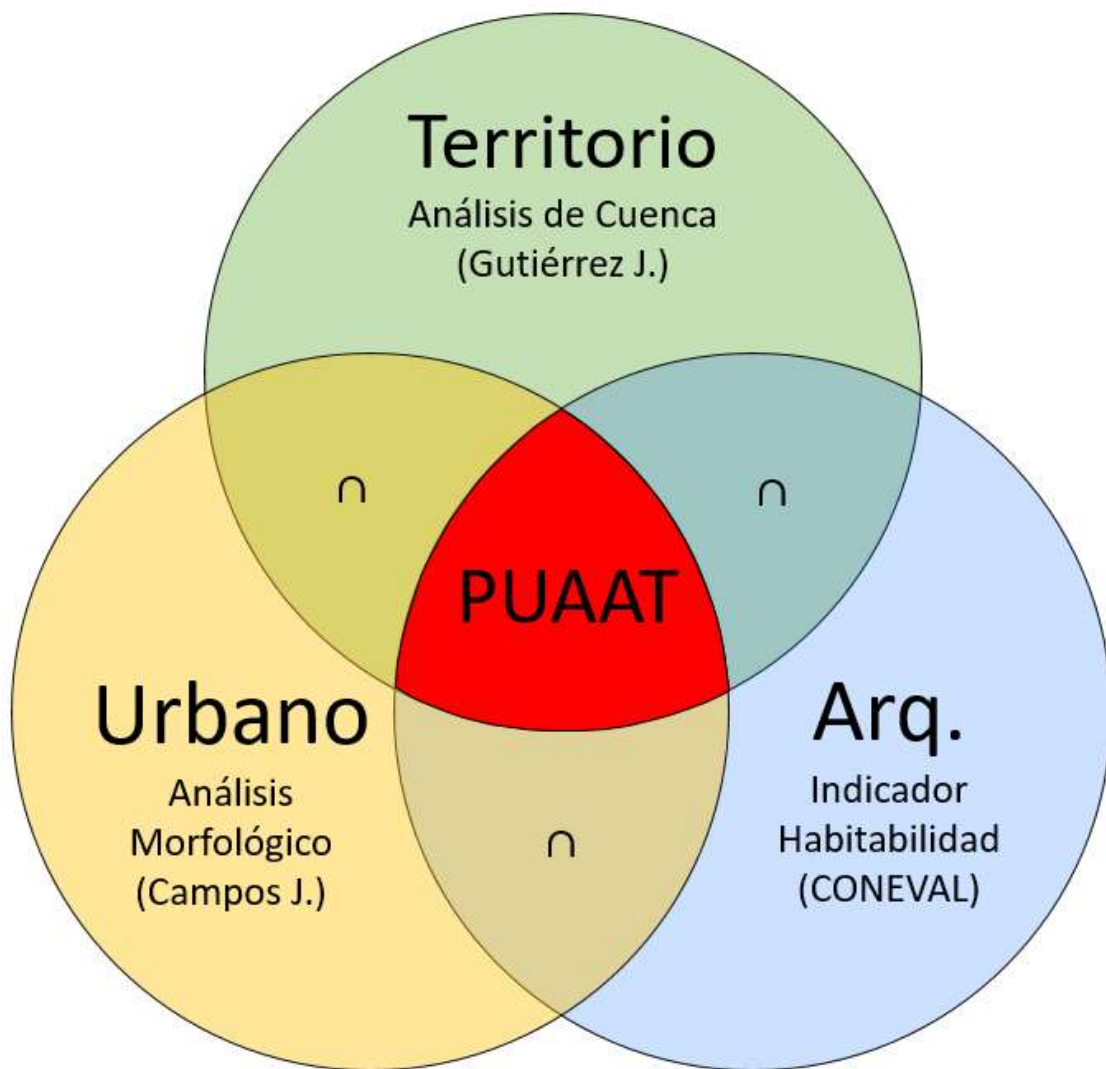 Territorio
Análisis de Cuenca
(Gutiérrez J.)
∩
∩
PUAAT
Urbano
Análisis
Morfológico
(Campos J.)
Arq.
Indicador
Habitabilidad
(CONEVAL)
∩